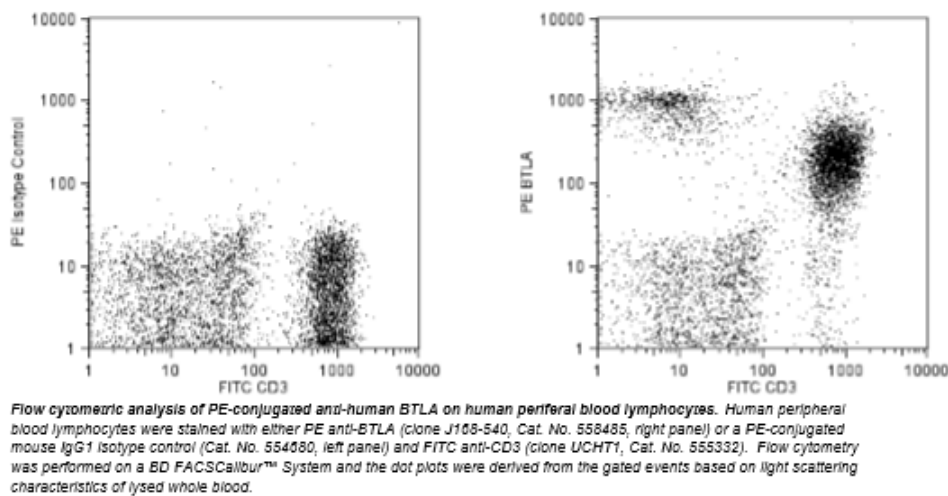 10000
10000
1000
1000
PE Isotype Control
PE BTLA
100
100
10
10
1
1
1
10
100
1000
10000
1
10
100
1000
10000
FITC CD3
FITC CD3
Flow cytometric analysis of PE-conjugated anti-human BTLA on human periferal blood lymphocytes. Human peripheral
blood lymphocytes were stained with either PE anti-BTLA (clone J168-540, Cat. No. 558485, right panel) or a PE-conjugated
mouse IgG1 isotype control (Cat. No. 554680, left panel) and FITC anti-CD3 (clone UCHT1, Cat. No. 555332). Flow cytometry
was performed on a BD FACSCalibur™ System and the dot plots were derived from the gated events based on light scattering
characteristics of lysed whole blood.